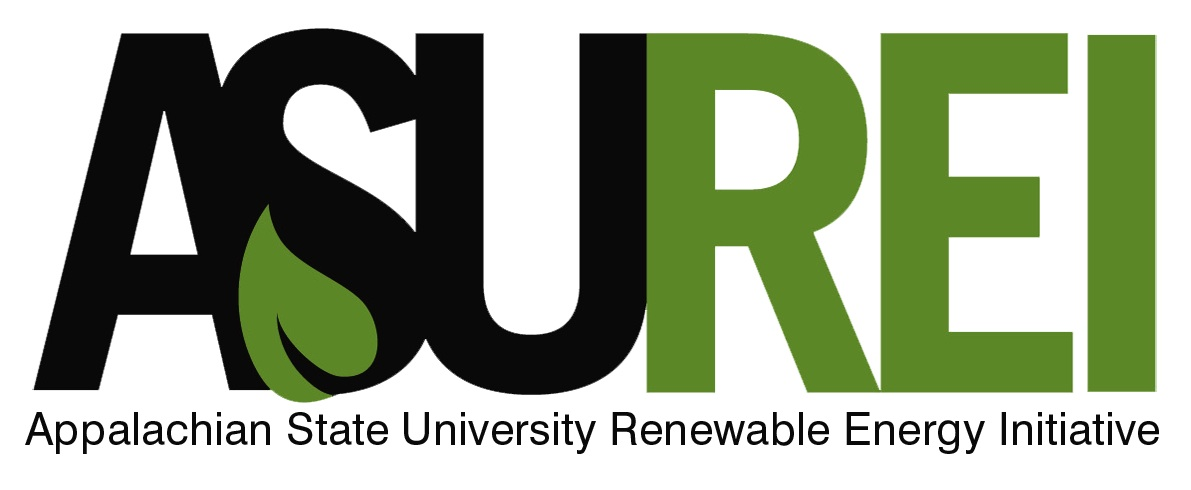 ASUREI
Appalachian State University Renewable Energy Initiative